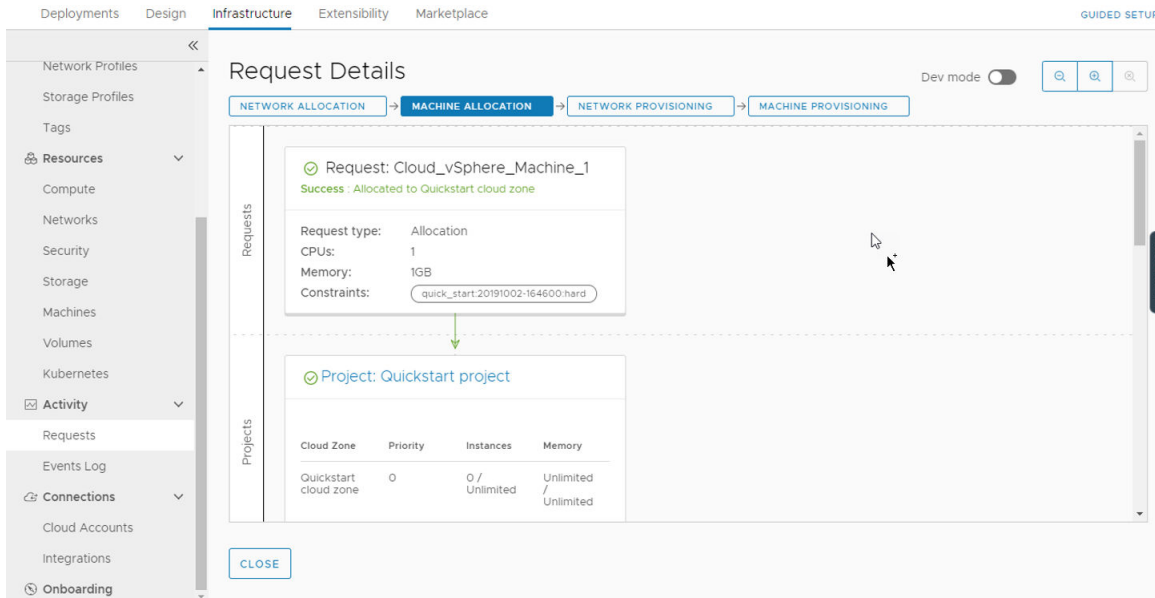 Deployments Design Infrastructure Extensibility Marketplace
Network Profiles
Storage Profiles
Tags
Resources
Compute
Networks
Security
Storage
Machines
Volumes
Kubernetes
Activity
Requests
Events Log
Connections
Cloud Accounts
Integrations
Onboarding
Request Details
Dev mode
NETWORK ALLOCATION MACHINE ALLOCATION NETWORK PROVISIONING MACHINE PROVISIONING
Requests
Request: Cloud_vSphere_Machine_1
Success : Allocated to Quickstart cloud zone
Request type: Allocation
CPUs: 1
Memory: 1GB
Constraints: quick_start:20191002-164600:hard
Projects
Project: Quickstart project
Cloud Zone Priority Instances Memory
Quickstart 0 0 / Unlimited
cloud zone Unlimited /
Unlimited
CLOSE
GUIDED